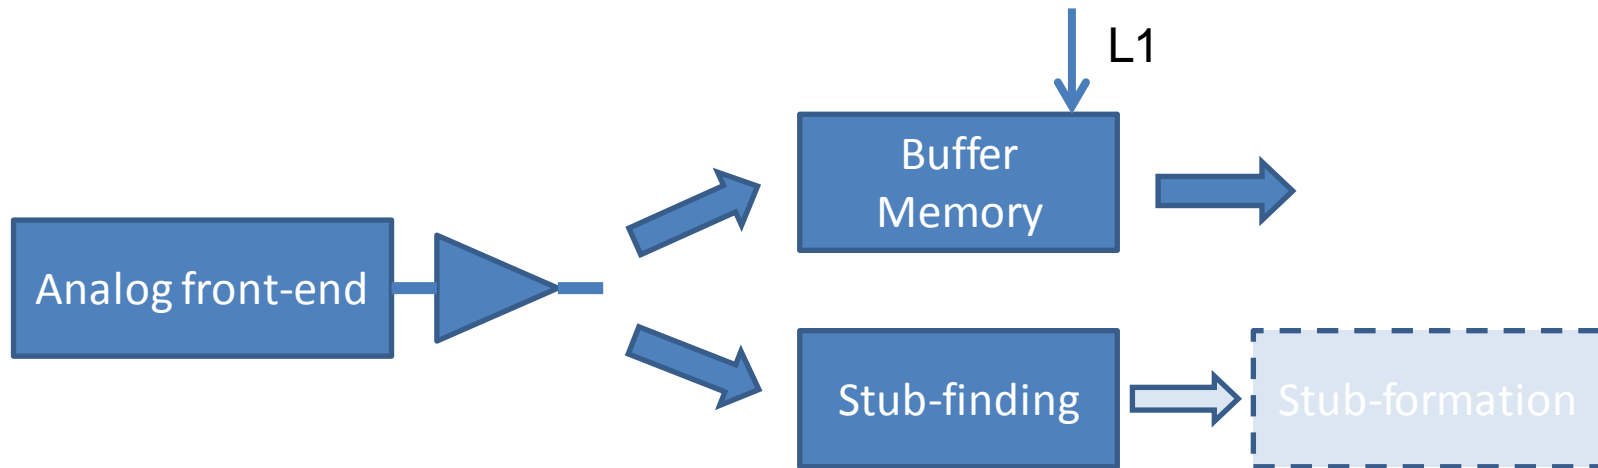 L1
Buffer
Memory
Analog front-end
Stub-finding
Stub-formation